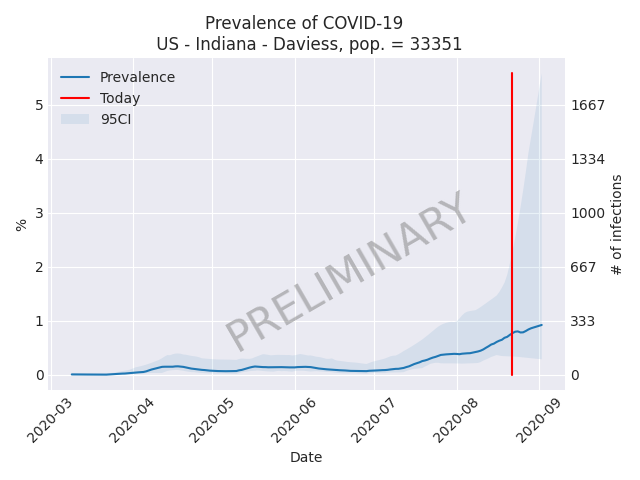 Prevalence of COVID-19
US - Indiana - Daviess, pop. = 33351
Prevalence
Today
95CI
PRELIMINARY
%
5
4
3
2
1
0
1667
1334
1000
667
333
0
# of infections
2020-03
2020-04
2020-05
2020-06
2020-07
2020-08
2020-09
Date